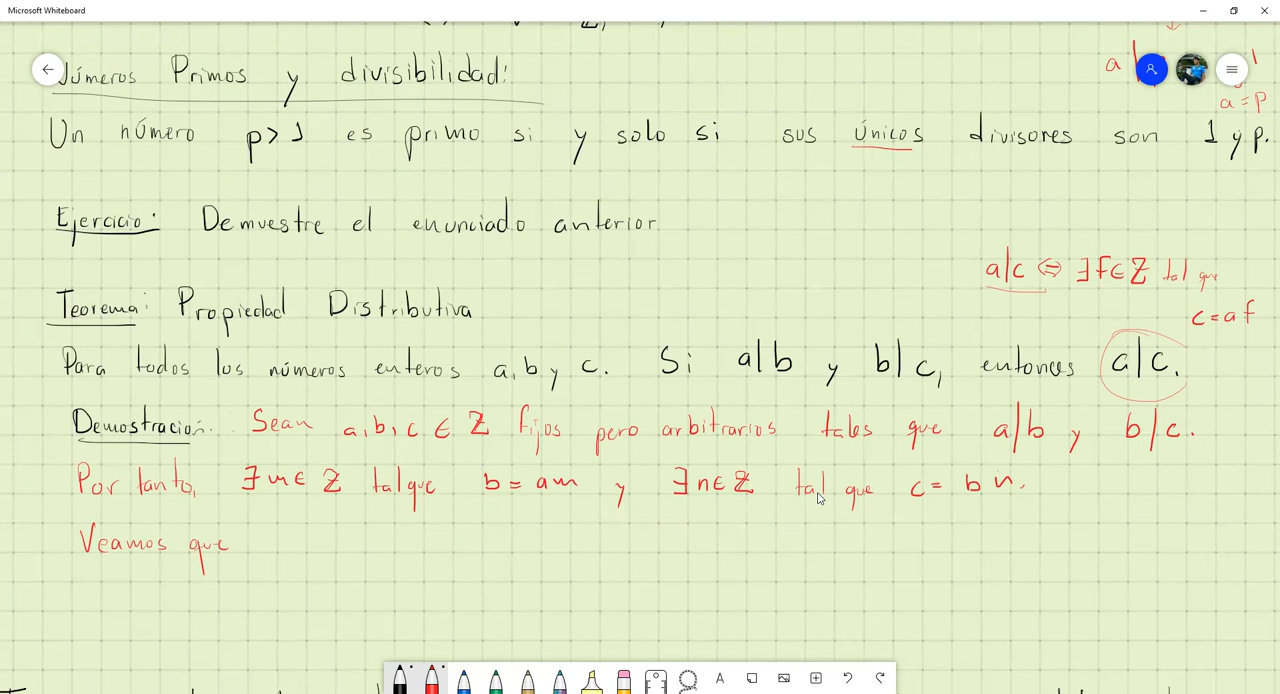 Microsoft Whiteboard
Números Primos y divisibilidad:
a = p
Un número p > 1 es primo si y solo si sus únicos divisores son 1 y p.
Ejercicio: Demuestre el enunciado anterior.
a|c ⇔ ∃ f ∈ ℤ tal que
c = a f
Teorema: Propiedad Distributiva
Para todos los números enteros a, b y c. Si a|b y b|c, entonces a|c.
Demostración: Sean a, b, c ∈ ℤ fijos pero arbitrarios tales que a|b y b|c.
Por tanto, ∃ m ∈ ℤ tal que b = am y ∃ n ∈ ℤ tal que c = b n.
Veamos que